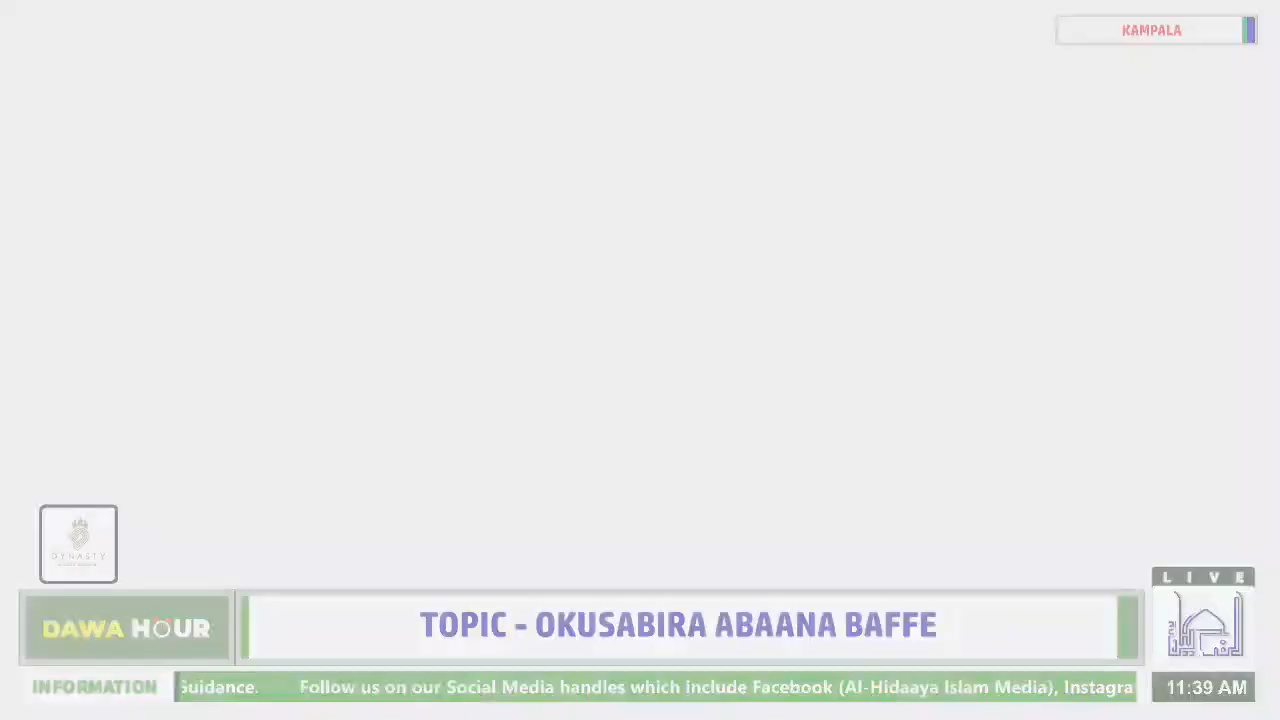 KAMPALA
DYNASTY
LIVE
DAWA HOUR
TOPIC - OKUSABIRA ABAANA BAFFE
INFORMATION
Guidance. Follow us on our Social Media handles which include Facebook (Al-Hidaaya Islam Media), Instagra
11:39 AM